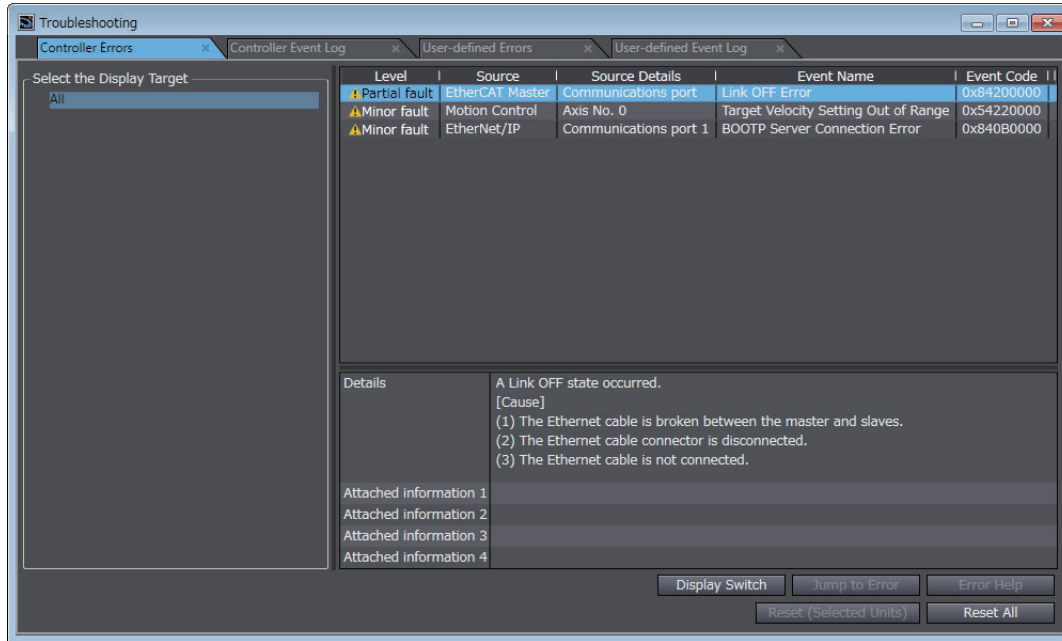 Troubleshooting
Controller Errors
Controller Event Log
User-defined Errors
User-defined Event Log
Select the Display Target
All
Level Source Source Details Event Name Event Code
Partial fault EtherCAT Master Communications port Link OFF Error 0x84200000
Minor fault Motion Control Axis No. 0 Target Velocity Setting Out of Range 0x54220000
Minor fault EtherNet/IP Communications port 1 BOOTP Server Connection Error 0x840B0000
Details A Link OFF state occurred.
[Cause]
(1) The Ethernet cable is broken between the master and slaves.
(2) The Ethernet cable connector is disconnected.
(3) The Ethernet cable is not connected.
Attached information 1
Attached information 2
Attached information 3
Attached information 4
Display Switch Jump to Error Error Help
Reset (Selected Units) Reset All